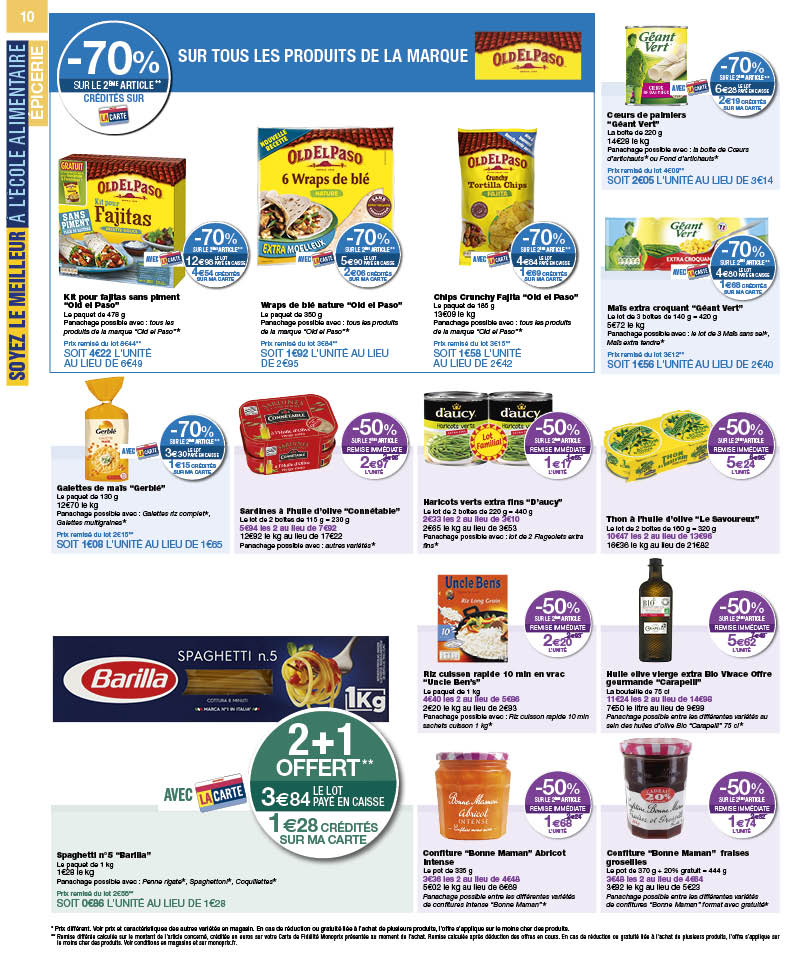 10
SOYEZ LE MEILLEUR À L'ÉCOLE ALIMENTAIRE
ÉPICERIE
-70%
SUR LE 2ÈME ARTICLE**
CRÉDITÉS SUR
LA CARTE
SUR TOUS LES PRODUITS DE LA MARQUE
OLD EL PASO
GRATUIT
OLD EL PASO
Kit pour
Fajitas
SANS PIMENT
AVEC LA CARTE
-70%
SUR LE 2ÈME ARTICLE**
12€98 LE LOT PAYÉ EN CAISSE
4€54 CRÉDITÉS SUR MA CARTE
Kit pour fajitas sans piment
"Old el Paso"
Le paquet de 478 g
Panachage possible avec : tous les
produits de la marque "Old el Paso"*
Prix remisé du lot 8€44**
SOIT 4€22 L'UNITÉ
AU LIEU DE 6€49
NOUVELLE RECETTE
OLD EL PASO
6 Wraps de blé
NATURE
EXTRA MOELLEUX
AVEC LA CARTE
-70%
SUR LE 2ÈME ARTICLE**
5€90 LE LOT PAYÉ EN CAISSE
2€06 CRÉDITÉS SUR MA CARTE
Wraps de blé nature "Old el Paso"
Le paquet de 350 g
Panachage possible avec : tous les produits
de la marque "Old el Paso"*
Prix remisé du lot 3€84**
SOIT 1€92 L'UNITÉ AU LIEU
DE 2€95
OLD EL PASO
Crunchy
Tortilla Chips
FAJITA
AVEC LA CARTE
-70%
SUR LE 2ÈME ARTICLE**
4€84 LE LOT PAYÉ EN CAISSE
1€69 CRÉDITÉS SUR MA CARTE
Chips Crunchy Fajita "Old el Paso"
Le paquet de 185 g
13€09 le kg
Panachage possible avec : tous les
produits de la marque "Old el Paso"*
Prix remisé du lot 3€15**
SOIT 1€58 L'UNITÉ
AU LIEU DE 2€42
Géant Vert
CŒURS DE PALMIERS
AVEC LA CARTE
-70%
SUR LE 2ÈME ARTICLE**
6€28 LE LOT PAYÉ EN CAISSE
2€19 CRÉDITÉS SUR MA CARTE
Cœurs de palmiers
"Géant Vert"
La boîte de 220 g
14€28 le kg
Panachage possible avec : la boîte de Cœurs
d'artichauts* ou Fond d'artichauts*
Prix remisé du lot 4€09**
SOIT 2€05 L'UNITÉ AU LIEU DE 3€14
Géant Vert
EXTRA CROQUANT
AVEC LA CARTE
-70%
SUR LE 2ÈME ARTICLE**
4€80 LE LOT PAYÉ EN CAISSE
1€68 CRÉDITÉS SUR MA CARTE
Maïs extra croquant "Géant Vert"
Le lot de 3 boîtes de 140 g = 420 g
5€72 le kg
Panachage possible avec : le lot de 3 Maïs sans sel*,
Maïs extra tendre*
Prix remisé du lot 3€12**
SOIT 1€56 L'UNITÉ AU LIEU DE 2€40
Gerblé
AVEC LA CARTE
-70%
SUR LE 2ÈME ARTICLE**
3€30 LE LOT PAYÉ EN CAISSE
1€15 CRÉDITÉS SUR MA CARTE
Galettes de maïs "Gerblé"
Le paquet de 130 g
12€70 le kg
Panachage possible avec : Galettes riz complet*,
Galettes multigraines*
Prix remisé du lot 2€15**
SOIT 1€08 L'UNITÉ AU LIEU DE 1€65
SARDINES
CONNÉTABLE
à l'Huile d'olive
-50%
SUR LE 2ÈME ARTICLE
REMISE IMMÉDIATE
2€97 L'UNITÉ
Sardines à l'huile d'olive "Connétable"
Le lot de 2 boîtes de 115 g = 230 g
5€94 les 2 au lieu de 7€92
12€92 le kg au lieu de 17€22
Panachage possible avec : autres variétés*
d'aucy
Haricots verts
Lot Familial
-50%
SUR LE 2ÈME ARTICLE
REMISE IMMÉDIATE
1€17 L'UNITÉ
Haricots verts extra fins "D'aucy"
Le lot de 2 boîtes de 220 g = 440 g
2€33 les 2 au lieu de 3€10
2€65 le kg au lieu de 3€53
Panachage possible avec : lot de 2 Flageolets extra
fins*
-50%
SUR LE 2ÈME ARTICLE
REMISE IMMÉDIATE
5€24 L'UNITÉ
Thon à l'huile d'olive "Le Savoureux"
Le lot de 2 boîtes de 160 g = 320 g
10€47 les 2 au lieu de 13€96
16€36 le kg au lieu de 21€82
Barilla
SPAGHETTI n.5
COTTURA 8 MINUTI
MARCA N°1 IN ITALIA
1Kg
2+1
OFFERT**
AVEC LA CARTE
3€84 LE LOT PAYÉ EN CAISSE
1€28 CRÉDITÉS
SUR MA CARTE
Spaghetti n°5 "Barilla"
Le paquet de 1 kg
1€28 le kg
Panachage possible avec : Penne rigate*, Spaghettoni*, Coquillettes*
Prix remisé du lot 2€56**
SOIT 0€86 L'UNITÉ AU LIEU DE 1€28
Uncle Ben's
Riz Long Grain
10
-50%
SUR LE 2ÈME ARTICLE
REMISE IMMÉDIATE
2€93
2€20 L'UNITÉ
Riz cuisson rapide 10 min en vrac
"Uncle Ben's"
Le paquet de 1 kg
4€40 les 2 au lieu de 5€86
2€20 le kg au lieu de 2€93
Panachage possible avec : Riz cuisson rapide 10 min
sachets cuisson 1 kg*
BIO
CARAPELLI
-50%
SUR LE 2ÈME ARTICLE
REMISE IMMÉDIATE
7€48
5€62 L'UNITÉ
Huile olive vierge extra Bio Vivace Offre
gourmande "Carapelli"
La bouteille de 75 cl
11€24 les 2 au lieu de 14€96
7€50 le litre au lieu de 9€99
Panachage possible entre les différentes variétés au
sein des huiles d'olive Bio "Carapelli" 75 cl*
Bonne Maman
Abricot
INTENSE
-50%
SUR LE 2ÈME ARTICLE
REMISE IMMÉDIATE
2€24
1€68 L'UNITÉ
Confiture "Bonne Maman" Abricot
Intense
Le pot de 335 g
3€36 les 2 au lieu de 4€48
5€02 le kg au lieu de 6€69
Panachage possible entre les différentes variétés
de confitures Intense "Bonne Maman"*
20%
Bonne Maman
-50%
SUR LE 2ÈME ARTICLE
REMISE IMMÉDIATE
2€32
1€74 L'UNITÉ
Confiture "Bonne Maman" fraises
groseilles
Le pot de 370 g + 20% gratuit = 444 g
3€48 les 2 au lieu de 4€64
3€92 le kg au lieu de 5€23
Panachage possible entre les différentes variétés
de confitures "Bonne Maman" format avec gratuité*
* Prix différent. Voir prix et caractéristiques des autres variétés en magasin. En cas de réduction ou gratuité liée à l'achat de plusieurs produits, l'offre s'applique sur le moins cher des produits.
** Remise différée calculée sur le montant de l'article concerné, créditée en euros sur votre Carte de Fidélité Monoprix présentée au moment de l'achat. Remise calculée après déduction des offres en cours. En cas de réduction ou gratuité liée à l'achat de plusieurs produits, l'offre s'applique sur
le moins cher des produits. Voir conditions en magasins et sur monoprix.fr.